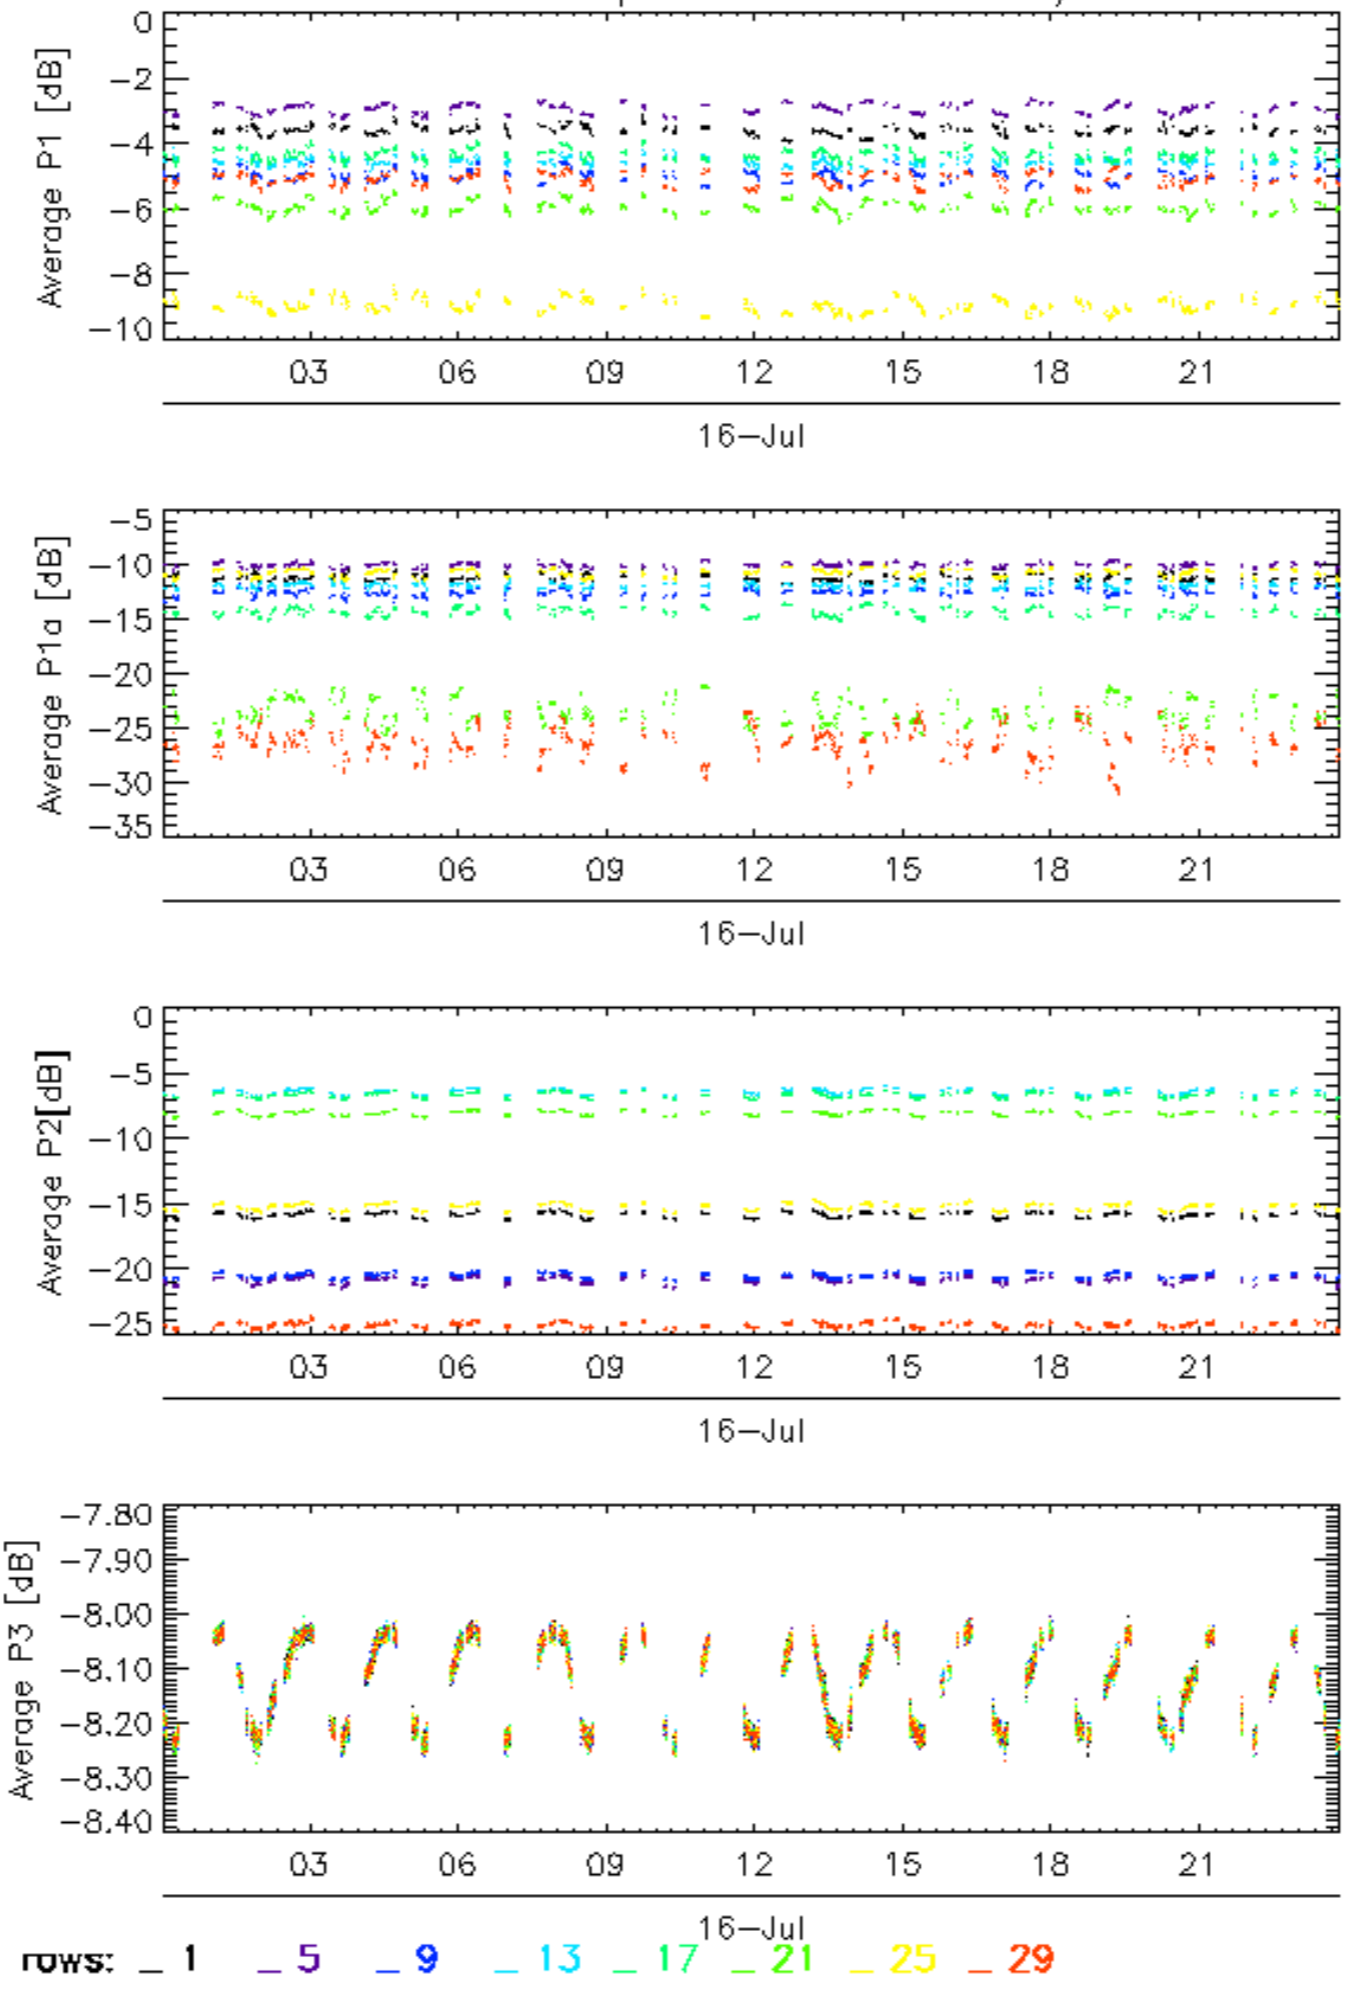 0
−2
−4
−6
−8
−10
Average P1 [dB]
03 06 09 12 15 18 21
16−Jul
−5
−10
−15
−20
−25
−30
−35
Average P1a [dB]
03 06 09 12 15 18 21
16−Jul
0
−5
−10
−15
−20
−25
Average P2[dB]
03 06 09 12 15 18 21
16−Jul
−7.80
−7.90
−8.00
−8.10
−8.20
−8.30
−8.40
Average P3 [dB]
03 06 09 12 15 18 21
16−Jul
rows: _ 1 _ 5 _ 9 _ 13 _ 17 _ 21 _ 25 _ 29